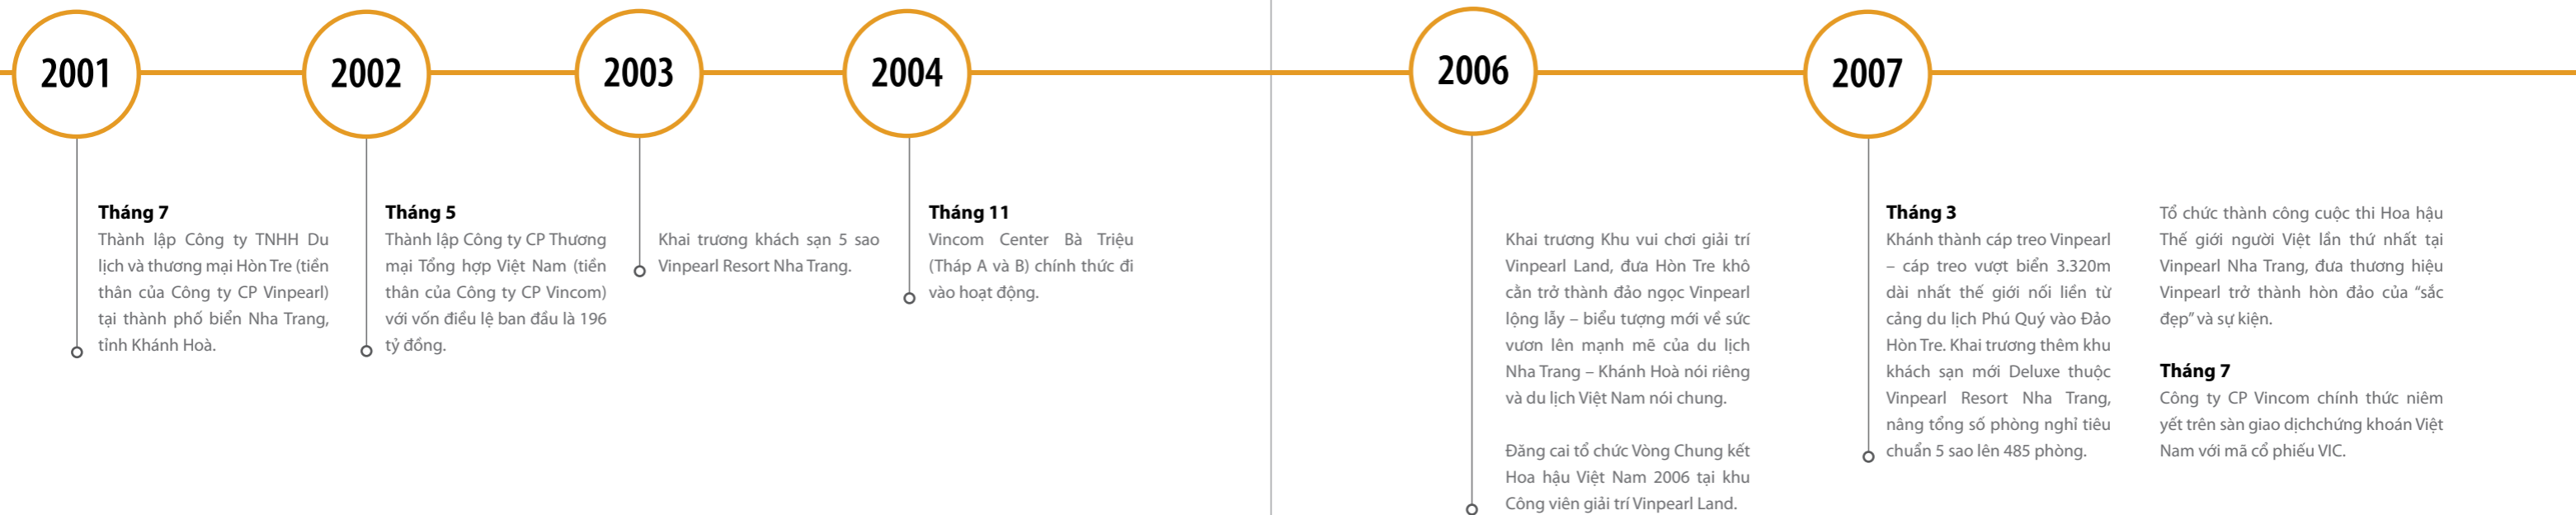 2001
Tháng 7
Thành lập Công ty TNHH Du
lịch và thương mại Hòn Tre (tiền
thân của Công ty CP Vinpearl)
tại thành phố biển Nha Trang,
tỉnh Khánh Hoà.
2002
Tháng 5
Thành lập Công ty CP Thương
mại Tổng hợp Việt Nam (tiền
thân của Công ty CP Vincom)
với vốn điều lệ ban đầu là 196
tỷ đồng.
2003
Khai trương khách sạn 5 sao
Vinpearl Resort Nha Trang.
2004
Tháng 11
Vincom Center Bà Triệu
(Tháp A và B) chính thức đi
vào hoạt động.
2006
Khai trương Khu vui chơi giải trí
Vinpearl Land, đưa Hòn Tre khô
cằn trở thành đảo ngọc Vinpearl
lộng lẫy – biểu tượng mới về sức
vươn lên mạnh mẽ của du lịch
Nha Trang – Khánh Hoà nói riêng
và du lịch Việt Nam nói chung.
Đăng cai tổ chức Vòng Chung kết
Hoa hậu Việt Nam 2006 tại khu
Công viên giải trí Vinpearl Land.
2007
Tháng 3
Khánh thành cáp treo Vinpearl
– cáp treo vượt biển 3.320m
dài nhất thế giới nối liền từ
cảng du lịch Phú Quý vào Đảo
Hòn Tre. Khai trương thêm khu
khách sạn mới Deluxe thuộc
Vinpearl Resort Nha Trang,
nâng tổng số phòng nghỉ tiêu
chuẩn 5 sao lên 485 phòng.
Tổ chức thành công cuộc thi Hoa hậu
Thế giới người Việt lần thứ nhất tại
Vinpearl Nha Trang, đưa thương hiệu
Vinpearl trở thành hòn đảo của “sắc
đẹp” và sự kiện.
Tháng 7
Công ty CP Vincom chính thức niêm
yết trên sàn giao dịchchứng khoán Việt
Nam với mã cổ phiếu VIC.